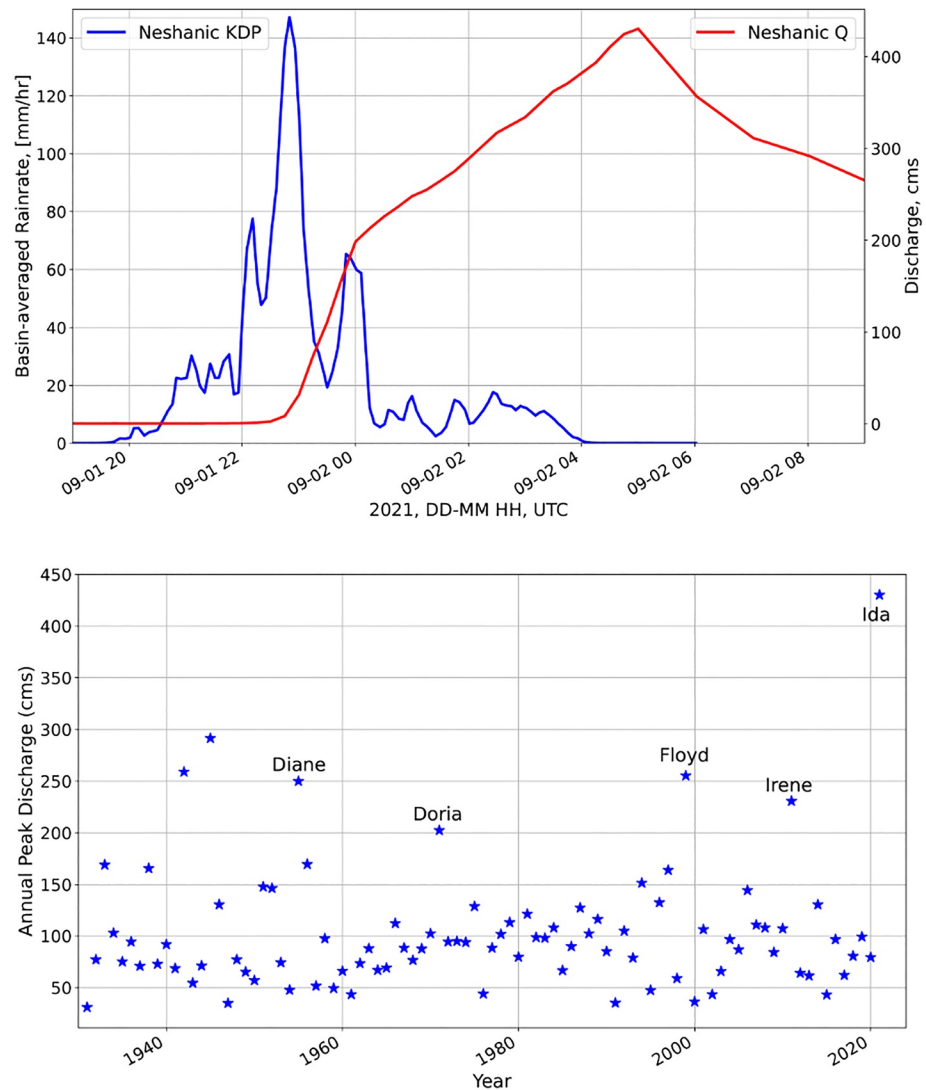 Neshanic KDP
Neshanic Q
Basin-averaged Rainrate, [mm/hr]
140
120
100
80
60
40
20
0
400
300
200
100
0
Discharge, cms
09-01 20
09-01 22
09-02 00
09-02 02
09-02 04
09-02 06
09-02 08
2021, DD-MM HH, UTC
Annual Peak Discharge (cms)
450
400
350
300
250
200
150
100
50
Ida
Diane
Floyd
Irene
Doria
1940
1960
1980
2000
2020
Year